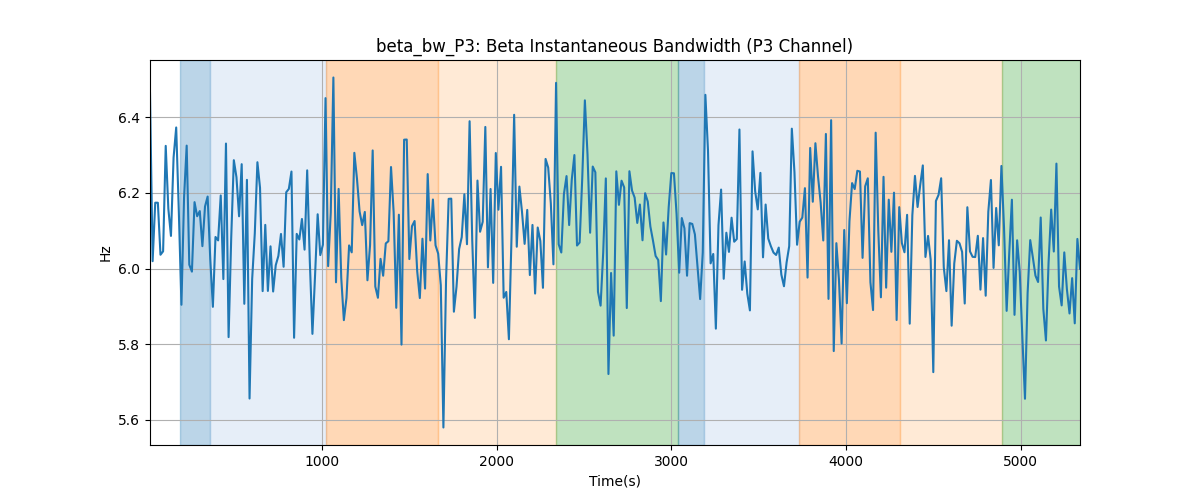 beta_bw_P3: Beta Instantaneous Bandwidth (P3 Channel)
Hz
6.4
6.2
6.0
5.8
5.6
1000 2000 3000 4000 5000
Time(s)